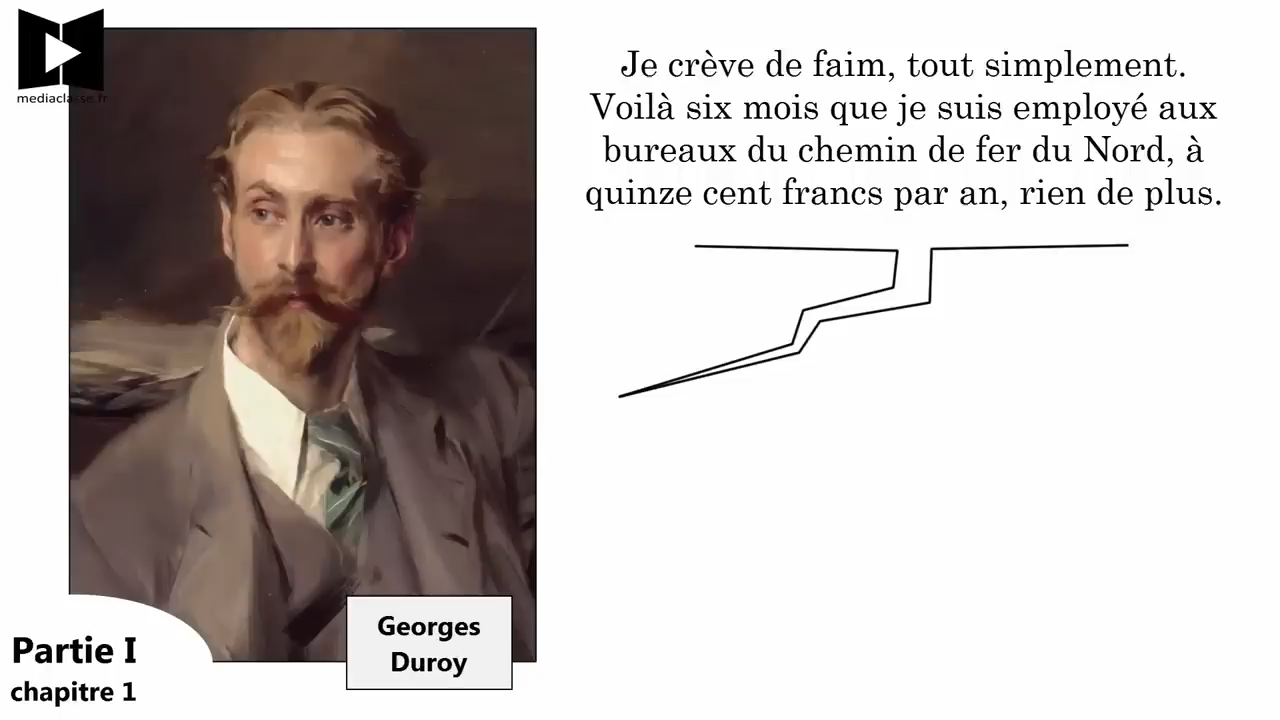 mediaclasse.fr
Je crève de faim, tout simplement.
Voilà six mois que je suis employé aux
bureaux du chemin de fer du Nord, à
quinze cent francs par an, rien de plus.
Georges
Duroy
Partie I
chapitre 1